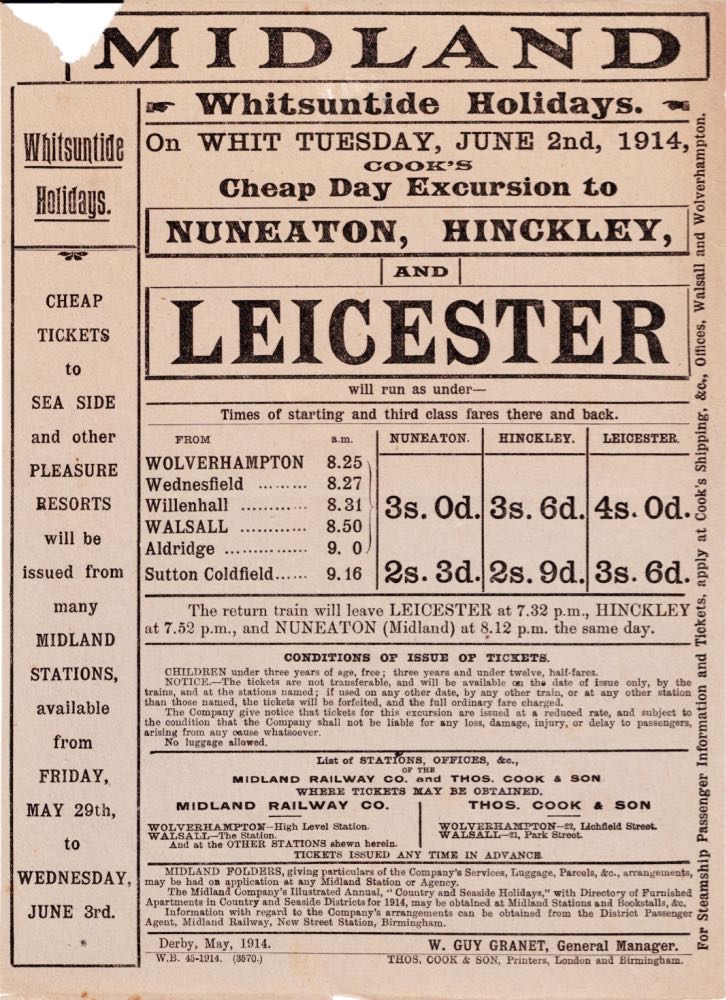 MIDLAND
Whitsuntide
Holidays.
CHEAP
TICKETS
to
SEA SIDE
and other
PLEASURE
RESORTS
will be
issued from
many
MIDLAND
STATIONS,
available
from
FRIDAY,
MAY 29th,
to
WEDNESDAY,
JUNE 3rd.
*
☛ Whitsuntide Holidays. ☚
On WHIT TUESDAY, JUNE 2nd, 1914,
COOK'S
Cheap Day Excursion to
NUNEATON, HINCKLEY,
AND
LEICESTER
will run as under—
Times of starting and third class fares there and back.
FROM a.m. NUNEATON. HINCKLEY. LEICESTER.
WOLVERHAMPTON 8.25
Wednesfield ......... 8.27
Willenhall ............ 8.31 3s. 0d. 3s. 6d. 4s. 0d.
WALSALL ............ 8.50
Aldridge ............... 9. 0
Sutton Coldfield...... 9.16 2s. 3d. 2s. 9d. 3s. 6d.
The return train will leave LEICESTER at 7.32 p.m., HINCKLEY
at 7.52 p.m., and NUNEATON (Midland) at 8.12 p.m. the same day.
CONDITIONS OF ISSUE OF TICKETS.
CHILDREN under three years of age, free; three years and under twelve, half-fares.
NOTICE.—The tickets are not transferable, and will be available on the date of issue only, by the
trains, and at the stations named; if used on any other date, by any other train, or at any other station
than those named, the tickets will be forfeited, and the full ordinary fare charged.
The Company give notice that tickets for this excursion are issued at a reduced rate, and subject to
the condition that the Company shall not be liable for any loss, damage, injury, or delay to passengers,
arising from any cause whatsoever.
No luggage allowed.
List of STATIONS, OFFICES, &c.,
OF THE
MIDLAND RAILWAY CO. and THOS. COOK & SON
WHERE TICKETS MAY BE OBTAINED.
MIDLAND RAILWAY CO.
WOLVERHAMPTON—High Level Station.
WALSALL—The Station.
And at the OTHER STATIONS shewn herein.
THOS. COOK & SON
WOLVERHAMPTON—22, Lichfield Street.
WALSALL—21, Park Street.
TICKETS ISSUED ANY TIME IN ADVANCE.
MIDLAND FOLDERS, giving particulars of the Company's Services, Luggage, Parcels, &c., arrangements,
may be had on application at any Midland Station or Agency.
The Midland Company's Illustrated Annual, "Country and Seaside Holidays," with Directory of Furnished
Apartments in Country and Seaside Districts for 1914, may be obtained at Midland Stations and Bookstalls, &c.
Information with regard to the Company's arrangements can be obtained from the District Passenger
Agent, Midland Railway, New Street Station, Birmingham.
Derby, May, 1914. W. GUY GRANET, General Manager.
W.B. 45-1914. (3570.) THOS. COOK & SON, Printers, London and Birmingham.
For Steamship Passenger Information and Tickets, apply at Cook's Shipping, &c., Offices, Walsall and Wolverhampton.